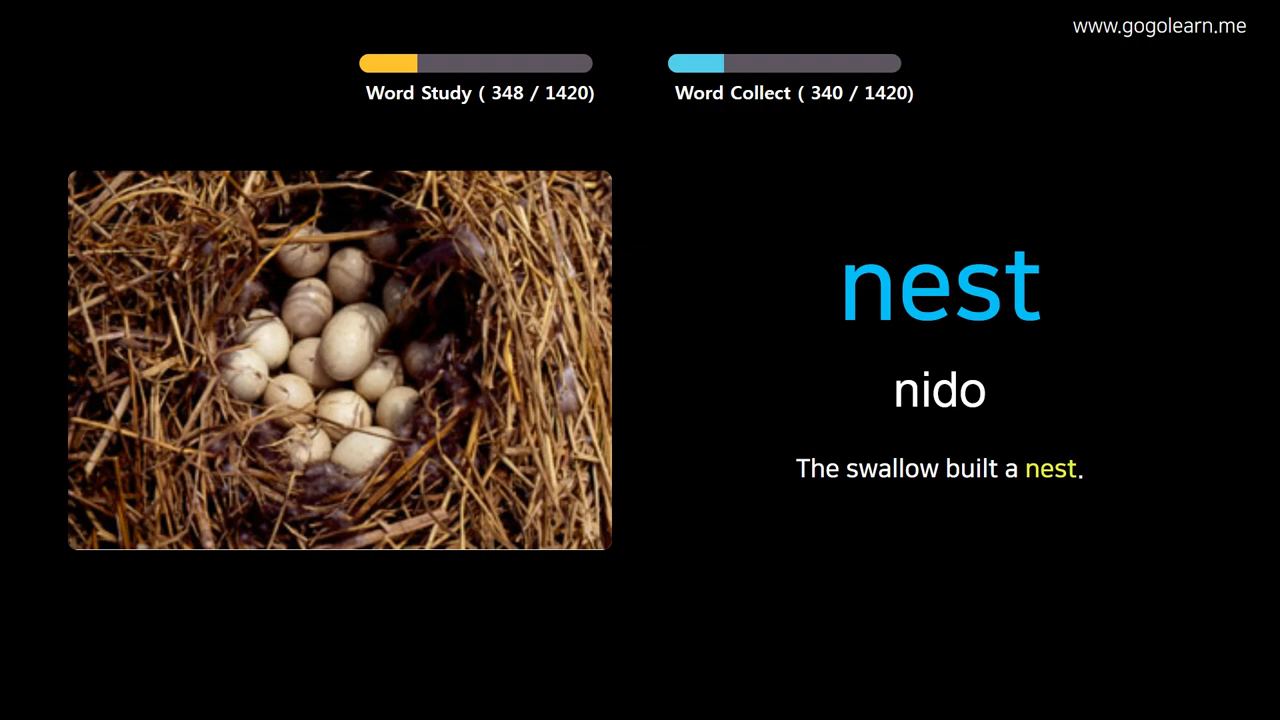 www.gogolearn.me
Word Study ( 348 / 1420)
Word Collect ( 340 / 1420)
nest
nido
The swallow built a nest.